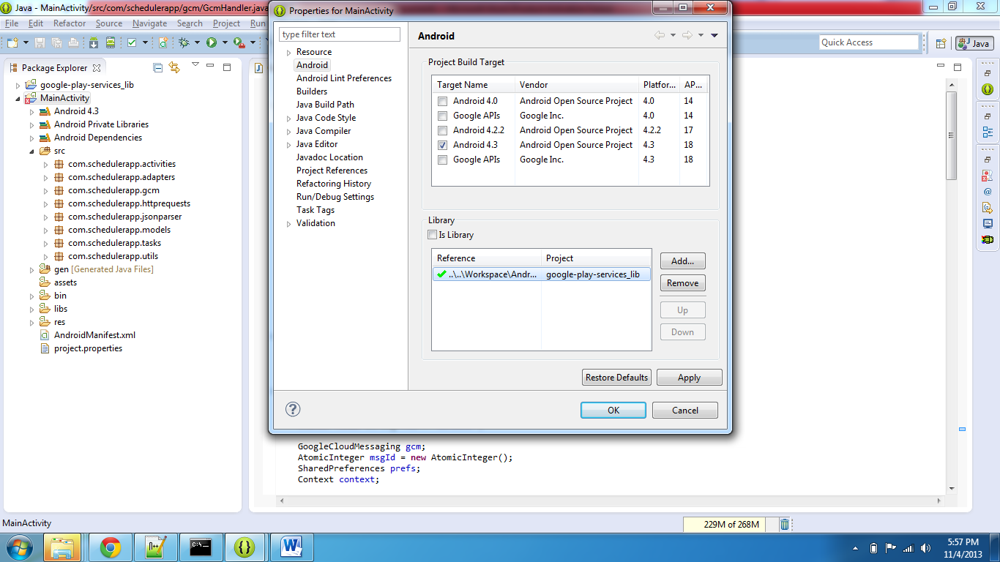 Java - MainActivity/src/com/schedulerapp/gcm/GcmHandler.java
File Edit Refactor Source Navigate Search Project Run
Quick Access
Java
Package Explorer
google-play-services_lib
MainActivity
Android 4.3
Android Private Libraries
Android Dependencies
src
com.schedulerapp.activities
com.schedulerapp.adapters
com.schedulerapp.gcm
com.schedulerapp.httprequests
com.schedulerapp.jsonparser
com.schedulerapp.models
com.schedulerapp.tasks
com.schedulerapp.utils
gen [Generated Java Files]
assets
bin
libs
res
AndroidManifest.xml
project.properties
Properties for MainActivity
type filter text
Resource
Android
Android Lint Preferences
Builders
Java Build Path
Java Code Style
Java Compiler
Java Editor
Javadoc Location
Project References
Refactoring History
Run/Debug Settings
Task Tags
Validation
Android
Project Build Target
Target Name Vendor Platfor... AP...
Android 4.0 Android Open Source Project 4.0 14
Google APIs Google Inc. 4.0 14
Android 4.2.2 Android Open Source Project 4.2.2 17
Android 4.3 Android Open Source Project 4.3 18
Google APIs Google Inc. 4.3 18
Library
Is Library
Reference Project
..\..\Workspace\Andr... google-play-services_lib
Add...
Remove
Up
Down
Restore Defaults Apply
OK Cancel
GoogleCloudMessaging gcm;
AtomicInteger msgId = new AtomicInteger();
SharedPreferences prefs;
Context context;
MainActivity
229M of 268M
5:57 PM
11/4/2013